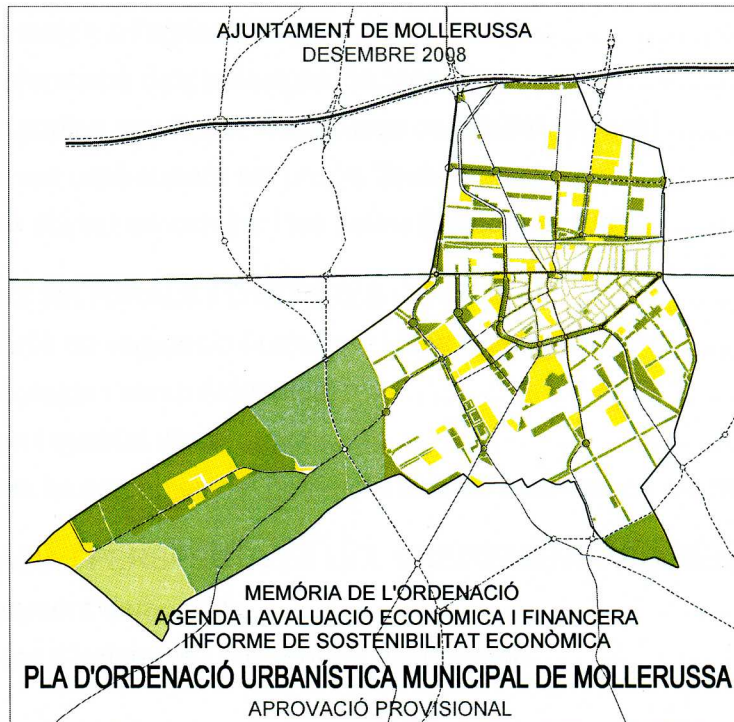 AJUNTAMENT DE MOLLERUSSA
DESEMBRE 2008
MEMÓRIA DE L'ORDENACIÓ
AGENDA I AVALUACIÓ ECONÒMICA I FINANCERA
INFORME DE SOSTENIBILITAT ECONÒMICA
PLA D'ORDENACIÓ URBANÍSTICA MUNICIPAL DE MOLLERUSSA
APROVACIÓ PROVISIONAL